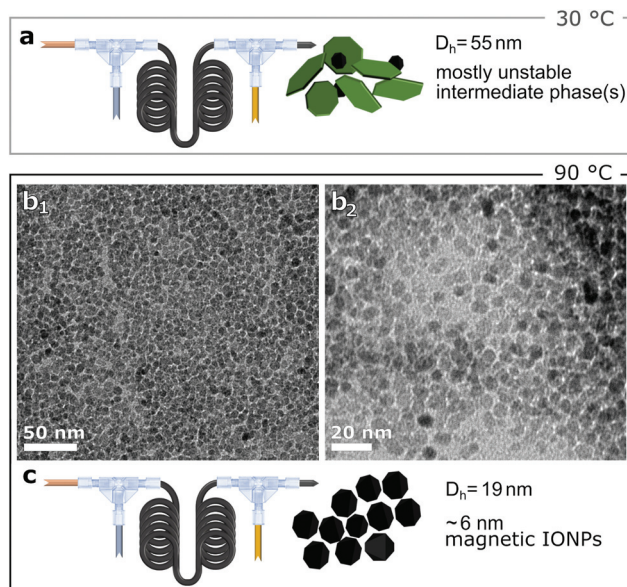 30 °C
a
Dh = 55 nm
mostly unstable
intermediate phase(s)
90 °C
b1
b2
50 nm
20 nm
c
Dh = 19 nm
~6 nm
magnetic IONPs